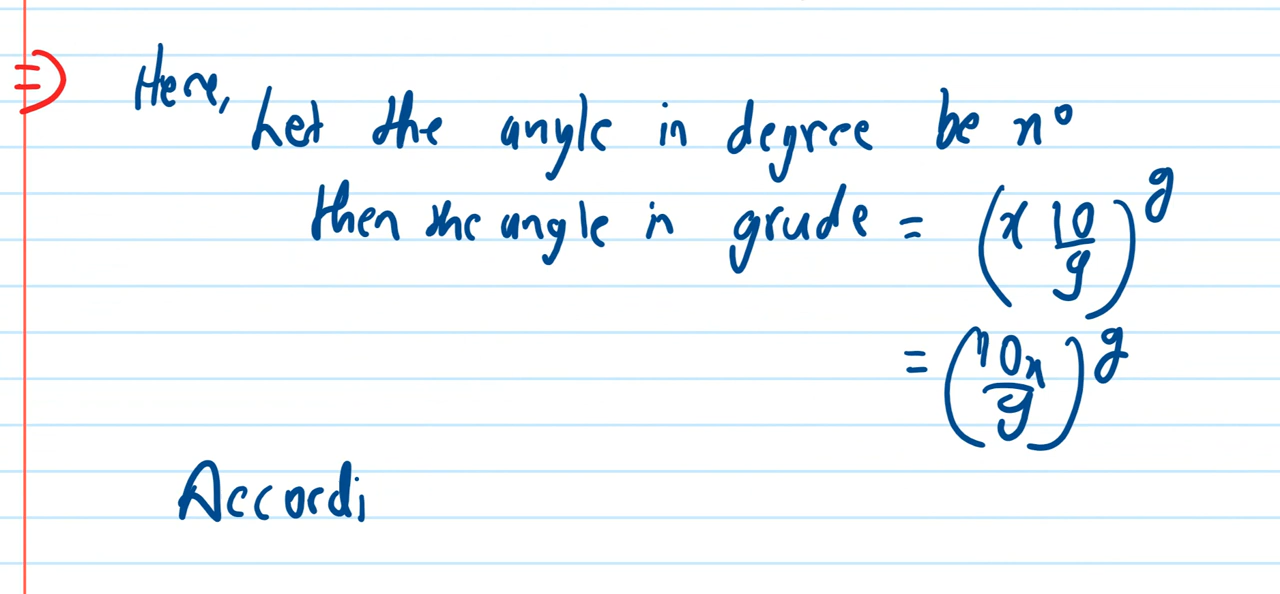 ⇒ Here,
Let the angle in degree be x°
then the angle in grade = (x 10/9)^g
= (10x/9)^g
Accordi